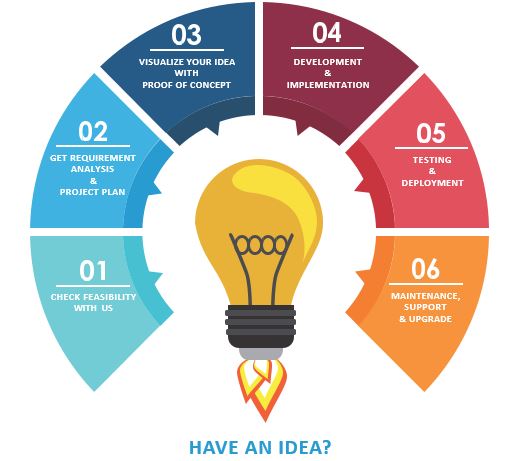 01
CHECK FEASIBILITY
WITH US
02
GET REQUIREMENT
ANALYSIS
&
PROJECT PLAN
03
VISUALIZE YOUR IDEA
WITH
PROOF OF CONCEPT
04
DEVELOPMENT
&
IMPLEMENTATION
05
TESTING
&
DEPLOYMENT
06
MAINTENANCE,
SUPPORT
& UPGRADE
HAVE AN IDEA?